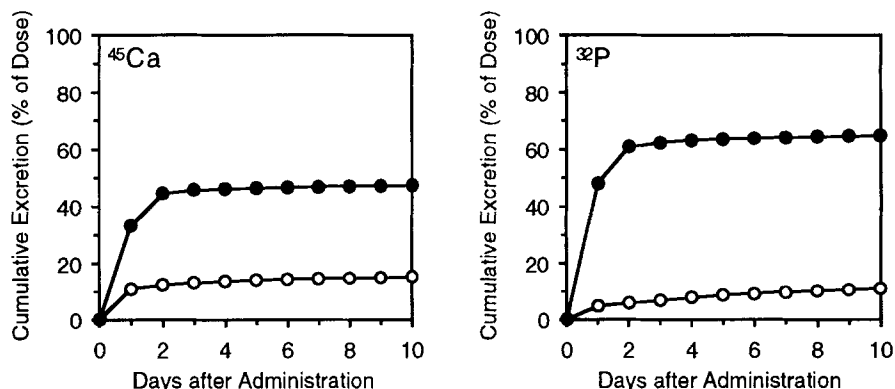 Cumulative Excretion (% of Dose)
100
80
60
40
20
0
⁴⁵Ca
0 2 4 6 8 10
Days after Administration
Cumulative Excretion (% of Dose)
100
80
60
40
20
0
³²P
0 2 4 6 8 10
Days after Administration